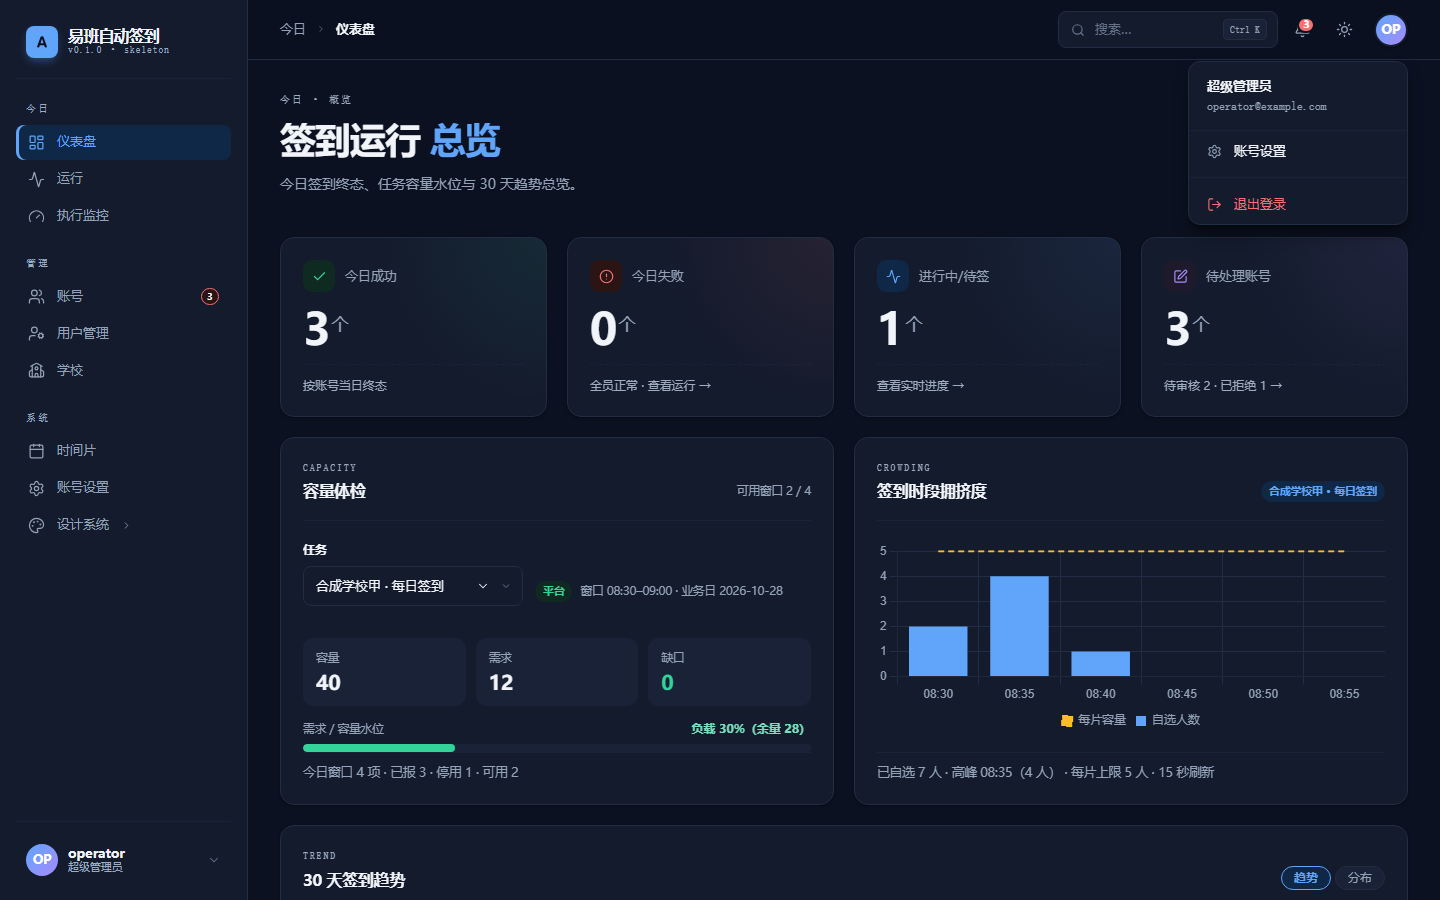 A
易班自动签到
v0.1.0 • skeleton
今日
仪表盘
运行
执行监控
管理
账号
3
用户管理
学校
系统
时间片
账号设置
设计系统
OP
operator
超级管理员
今日 › 仪表盘
搜索...
Ctrl K
3
OP
超级管理员
operator@example.com
账号设置
退出登录
今日 · 概览
签到运行 总览
今日签到终态、任务容量水位与 30 天趋势总览。
今日成功
3个
按账号当日终态
今日失败
0个
全员正常 · 查看运行 →
进行中/待签
1个
查看实时进度 →
待处理账号
3个
待审核 2 · 已拒绝 1 →
CAPACITY
容量体检
可用窗口 2 / 4
任务
合成学校甲 · 每日签到
平台
窗口 08:30–09:00 · 业务日 2026-10-28
容量
40
需求
12
缺口
0
需求 / 容量水位
负载 30%（余量 28）
今日窗口 4 项 · 已报 3 · 停用 1 · 可用 2
CROWDING
签到时段拥挤度
合成学校甲 • 每日签到
5
4
3
2
1
0
08:30
08:35
08:40
08:45
08:50
08:55
每片容量
自选人数
已自选 7 人 · 高峰 08:35（4 人） · 每片上限 5 人 · 15 秒刷新
TREND
30 天签到趋势
趋势
分布